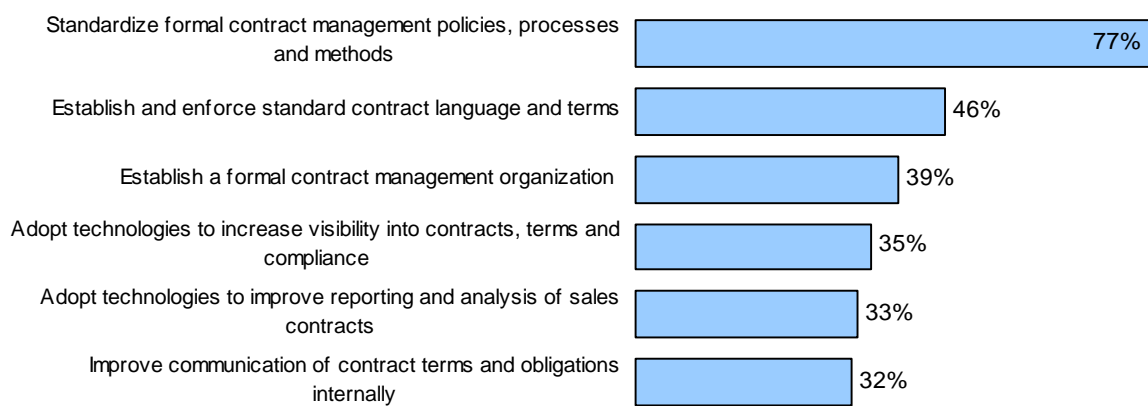 Standardize formal contract management policies, processes
and methods
77%
Establish and enforce standard contract language and terms
46%
Establish a formal contract management organization
39%
Adopt technologies to increase visibility into contracts, terms and
compliance
35%
Adopt technologies to improve reporting and analysis of sales
contracts
33%
Improve communication of contract terms and obligations
internally
32%